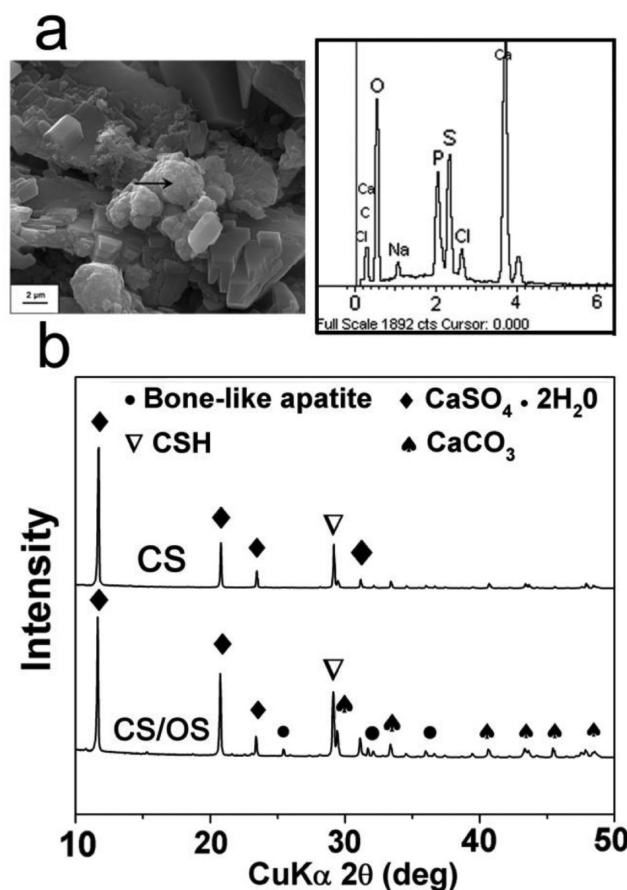 a
2 µm
Ca
O
S
P
Ca
C
Cl
Cl
Na
0 2 4 6
Full Scale 1892 cts Cursor: 0.000
b
● Bone-like apatite ♦ CaSO₄ · 2H₂0
▽ CSH ♠ CaCO₃
CS
CS/OS
Intensity
10 20 30 40 50
CuKα 2θ (deg)